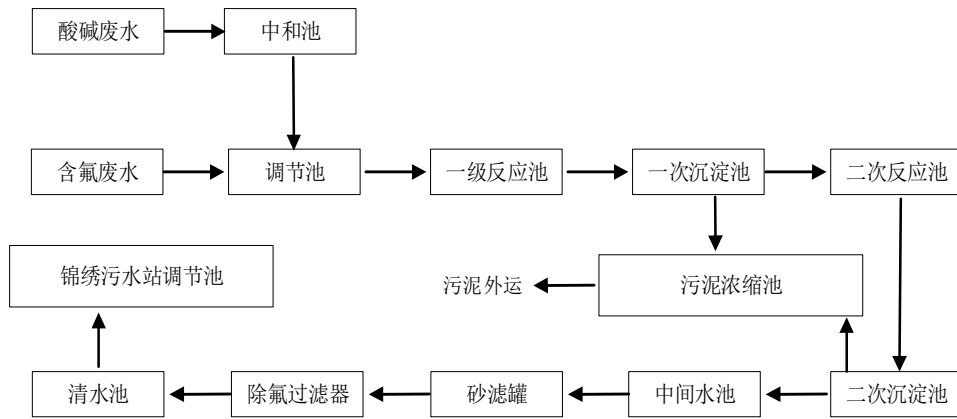 酸碱废水
中和池
含氟废水
调节池
一级反应池
一次沉淀池
二次反应池
锦绣污水站调节池
污泥外运
污泥浓缩池
清水池
除氟过滤器
砂滤罐
中间水池
二次沉淀池